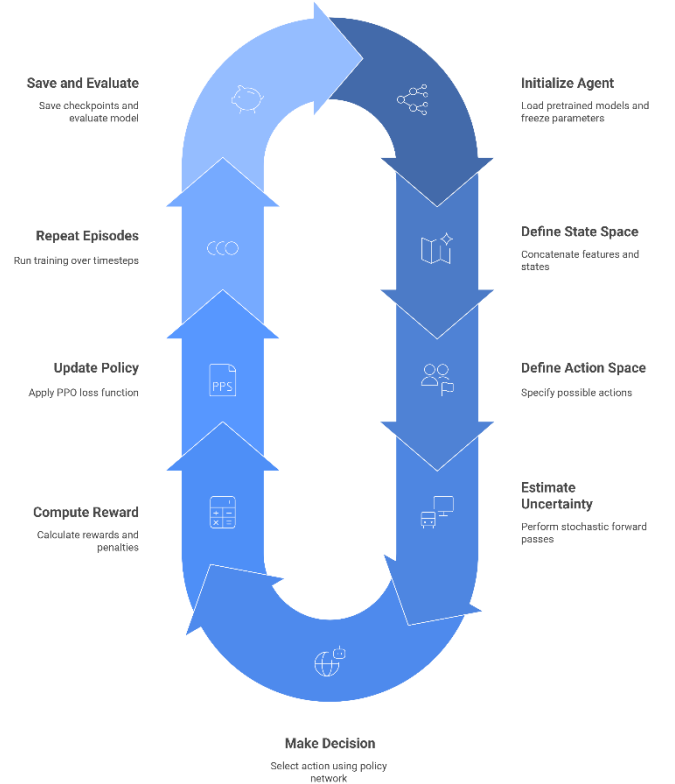 Initialize Agent
Load pretrained models and
freeze parameters
Define State Space
Concatenate features and
states
Define Action Space
Specify possible actions
Estimate
Uncertainty
Perform stochastic forward
passes
Make Decision
Select action using policy
network
Compute Reward
Calculate rewards and
penalties
Update Policy
Apply PPO loss function
PPS
Repeat Episodes
Run training over timesteps
Save and Evaluate
Save checkpoints and
evaluate model